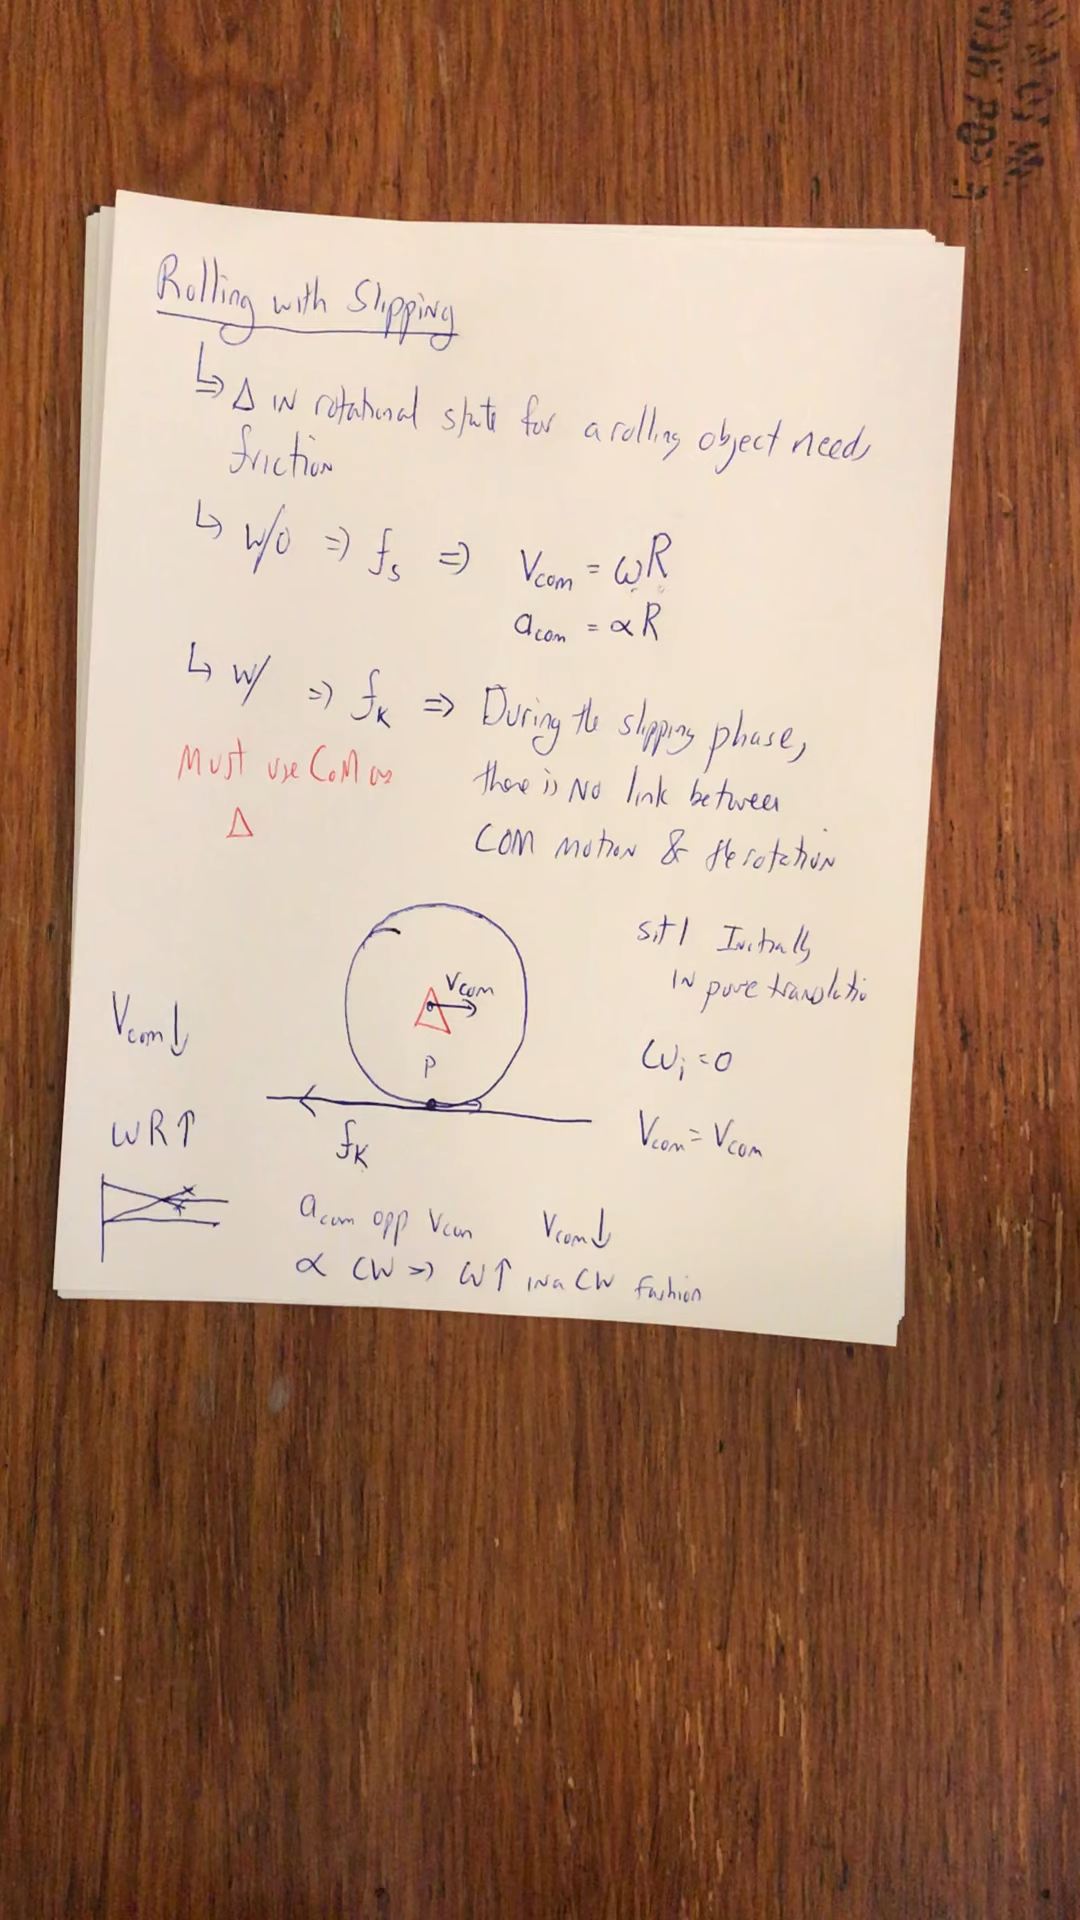 Rolling with Slipping
↳ Δ in rotational state for a rolling object needs
friction
↳ w/o ⇒ fs ⇒ Vcom = ωR
acom = αR
↳ w/ ⇒ fK ⇒ During the slipping phase,
there is no link between
COM motion & the rotation
Must use CoM as
Δ
sit 1 Initially
in pure translatio
ωi = 0
Vcom = Vcom
Vcom
P
fK
Vcom ↓
ωR ↑
acom opp Vcom Vcom ↓
α CW ⇒ ω ↑ in a CW fashion